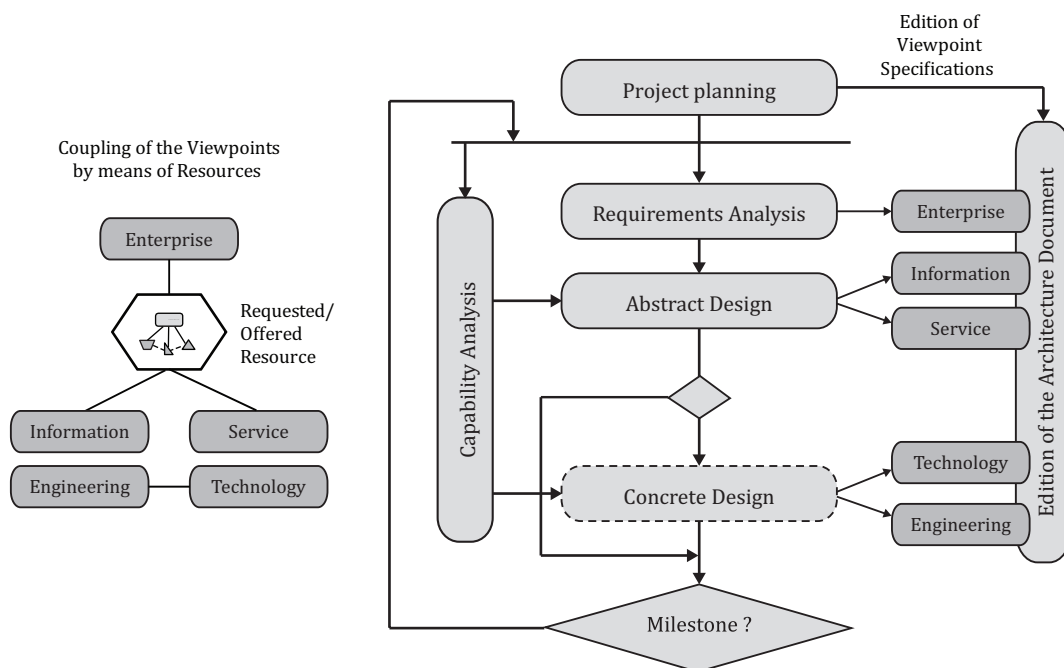 Coupling of the Viewpoints
by means of Resources
Enterprise
Requested/
Offered
Resource
Information
Service
Engineering
Technology
Edition of
Viewpoint
Specifications
Project planning
Requirements Analysis
Enterprise
Information
Abstract Design
Service
Capability Analysis
Technology
Concrete Design
Engineering
Edition of the Architecture Document
Milestone ?